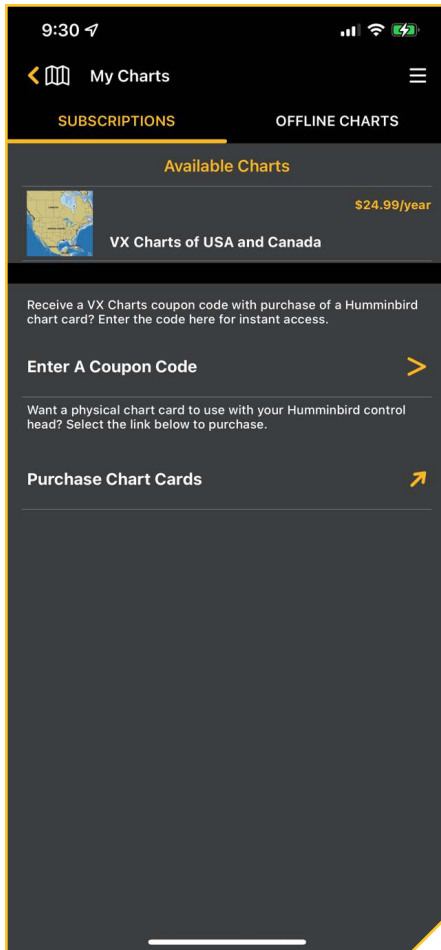 9:30
My Charts
SUBSCRIPTIONS
OFFLINE CHARTS
Available Charts
$24.99/year
VX Charts of USA and Canada
Receive a VX Charts coupon code with purchase of a Humminbird
chart card? Enter the code here for instant access.
Enter A Coupon Code
Want a physical chart card to use with your Humminbird control
head? Select the link below to purchase.
Purchase Chart Cards